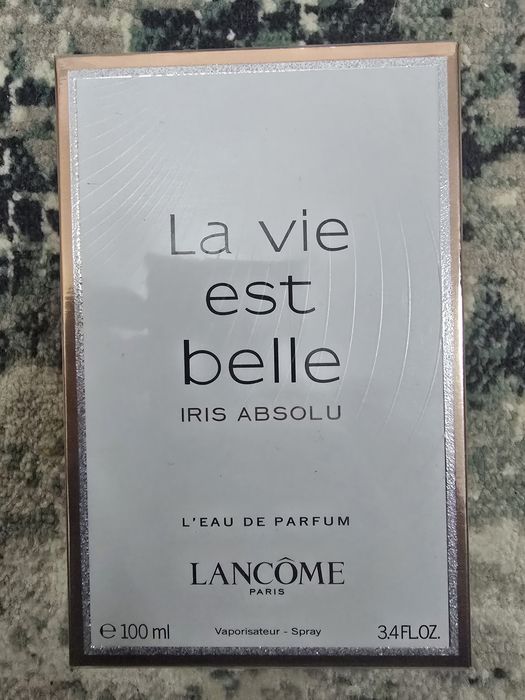 La vie
est
belle
IRIS ABSOLU
L'EAU DE PARFUM
LANCÔME
PARIS
℮ 100 ml Vaporisateur - Spray 3.4 FL.OZ.